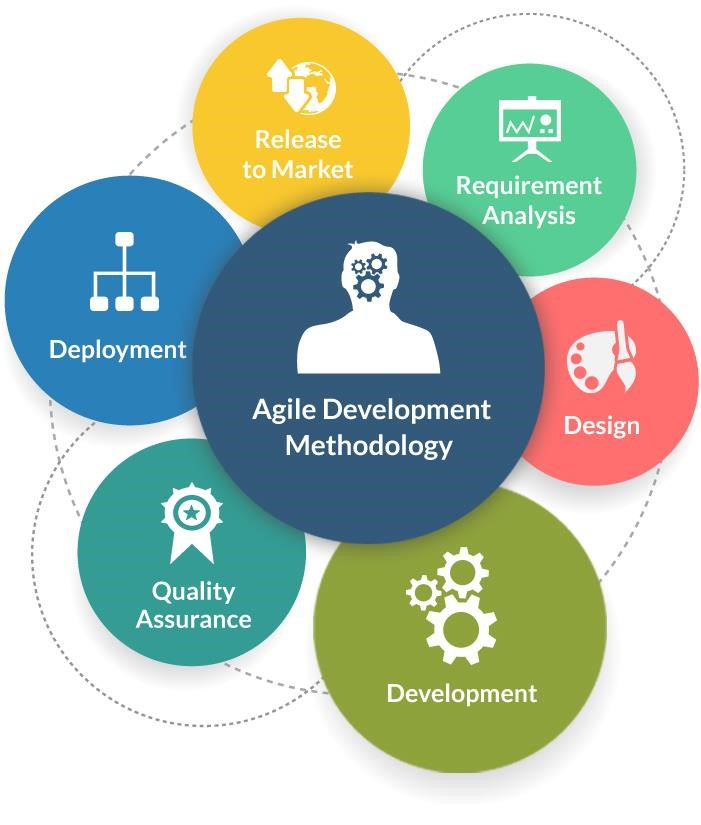 Release
to Market
Requirement
Analysis
Deployment
Agile Development
Methodology
Design
Quality
Assurance
Development